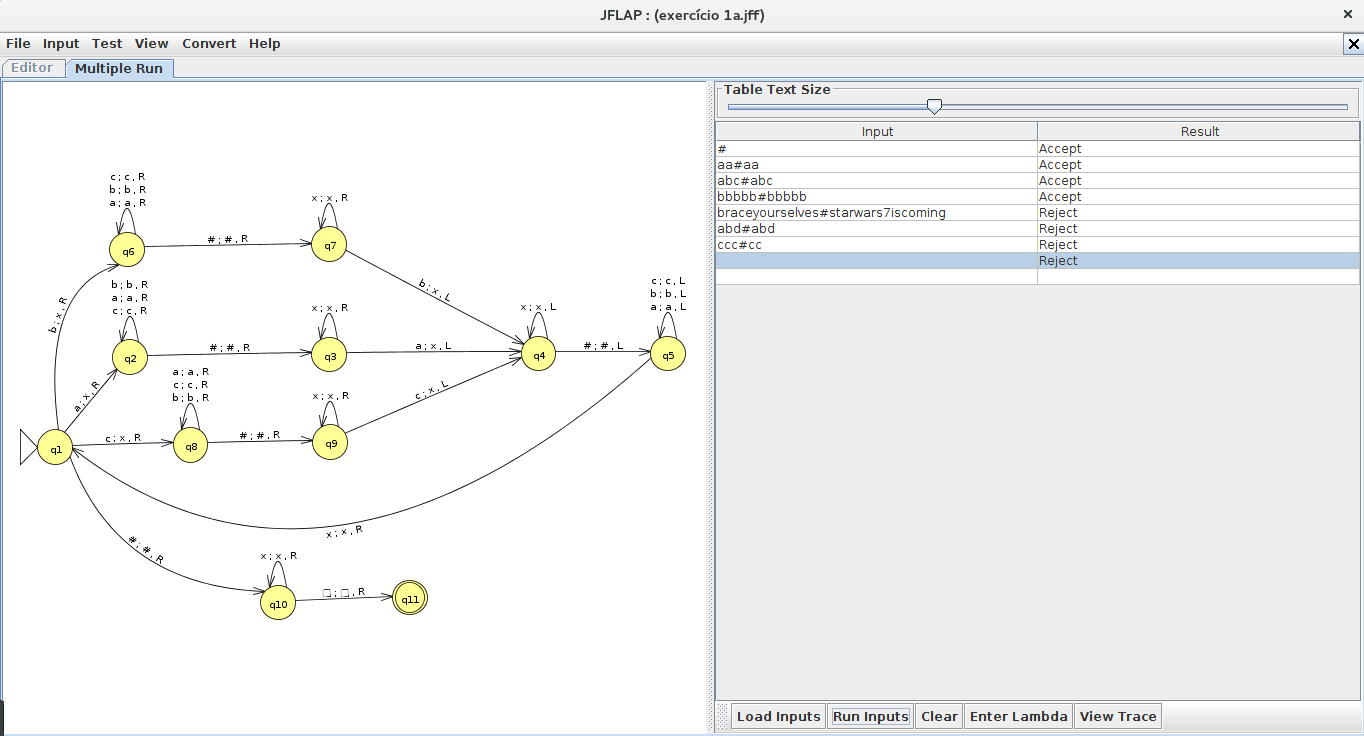 JFLAP : (exercício 1a.jff)
×
File Input Test View Convert Help
Editor Multiple Run
Table Text Size
Input Result
# Accept
aa#aa Accept
abc#abc Accept
bbbbb#bbbbb Accept
braceyourselves#starwars7iscoming Reject
abd#abd Reject
ccc#cc Reject
Reject
c ; c , R
b ; b , R
a ; a , R
q6
# ; # , R
x ; x , R
q7
b ; x , R
b ; x , L
b ; b , R
a ; a , R
c ; c , R
q2
# ; # , R
x ; x , R
q3
a ; x , L
x ; x , L
q4
# ; # , L
c ; c , L
b ; b , L
a ; a , L
q5
a ; x , R
a ; a , R
c ; c , R
b ; b , R
q8
# ; # , R
x ; x , R
q9
c ; x , L
q1
c ; x , R
x ; x , R
# ; # , R
x ; x , R
q10
□ ; □ , R
q11
Load Inputs Run Inputs Clear Enter Lambda View Trace